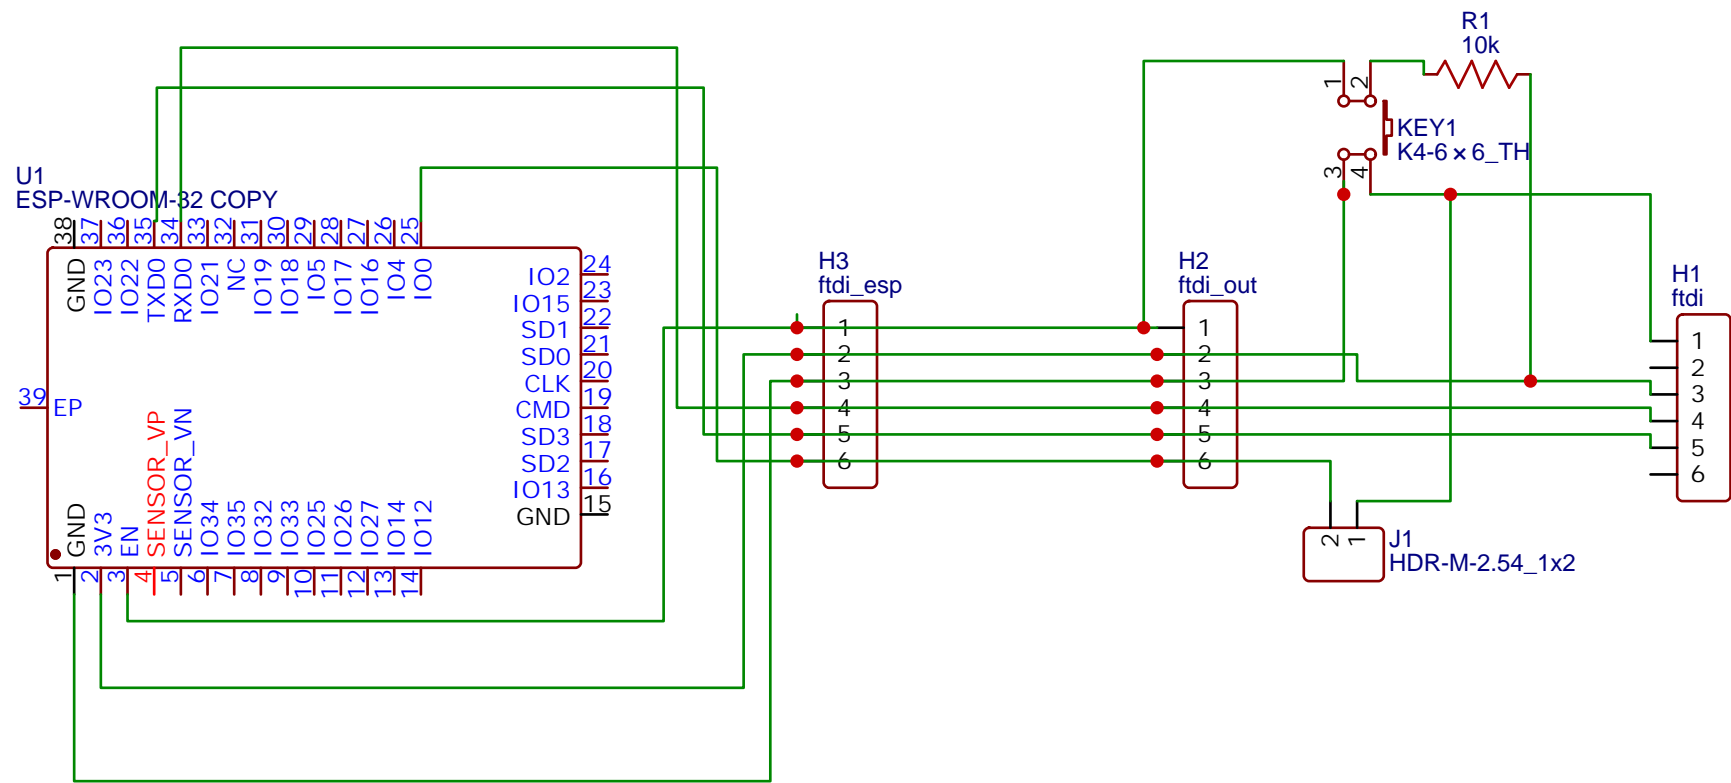 R1
10k
1
2
KEY1
K4-6×6_TH
3
4
U1
ESP-WROOM-32 COPY
38
37
36
35
34
33
32
31
30
29
28
27
26
25
GND
IO23
IO22
TXD0
RXD0
IO21
NC
IO19
IO18
IO5
IO17
IO16
IO4
IO0
IO2 24
IO15 23
SD1 22
SD0 21
CLK 20
CMD 19
SD3 18
SD2 17
IO13 16
GND 15
39 EP
GND
3V3
EN
SENSOR_VP
SENSOR_VN
IO34
IO35
IO32
IO33
IO25
IO26
IO27
IO14
IO12
1
2
3
4
5
6
7
8
9
10
11
12
13
14
H3
ftdi_esp
1
2
3
4
5
6
H2
ftdi_out
1
2
3
4
5
6
H1
ftdi
1
2
3
4
5
6
2
1
J1
HDR-M-2.54_1x2